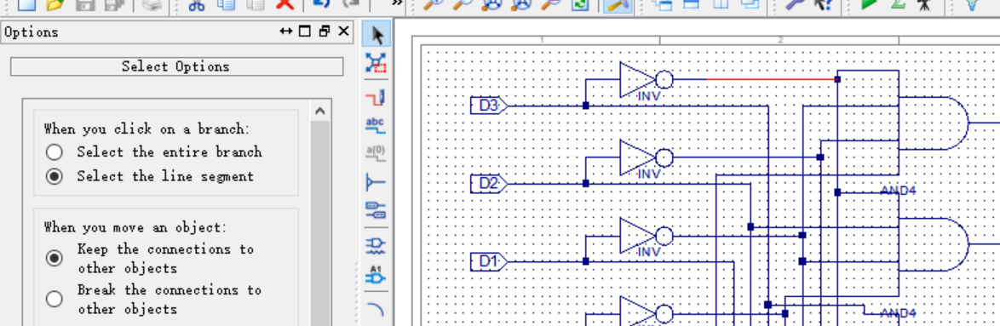 Options
Select Options
When you click on a branch:
Select the entire branch
Select the line segment
When you move an object:
Keep the connections to
other objects
Break the connections to
other objects
abc
a(0)
A1
1
2
INV
D3
INV
D2
AND4
INV
D1
AND4